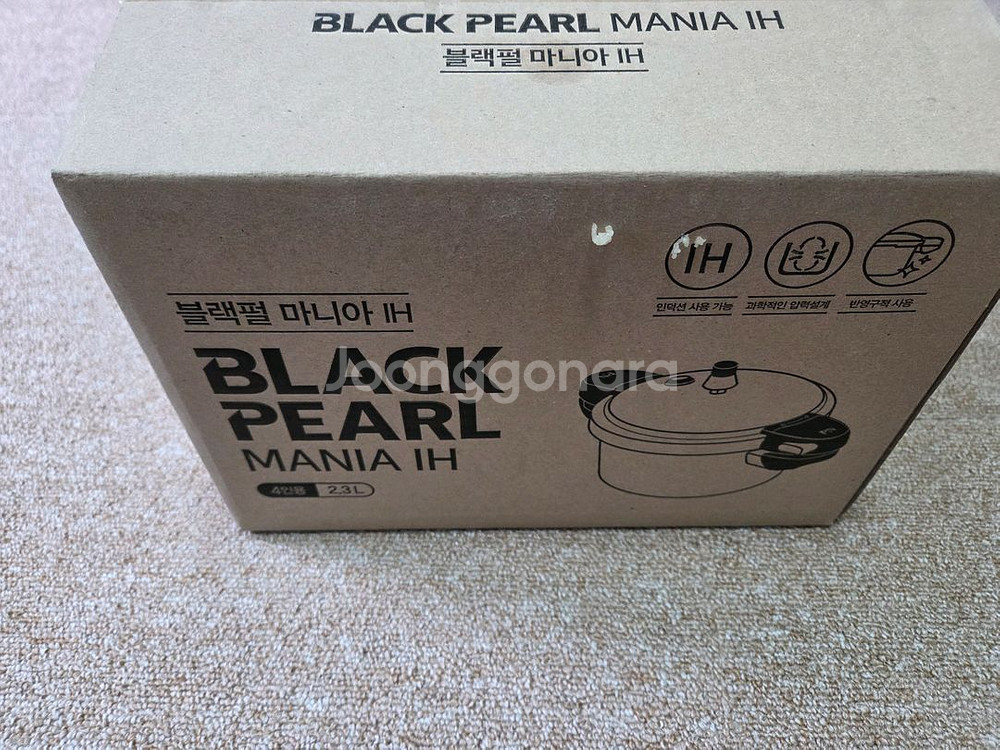 BLACK PEARL MANIA IH
블랙펄 마니아 IH
IH
인덕션 사용 가능
과학적인 압력설계
반영구적 사용
블랙펄 마니아 IH
BLACK
PEARL
MANIA IH
4인용 2.3L
Joonggonara